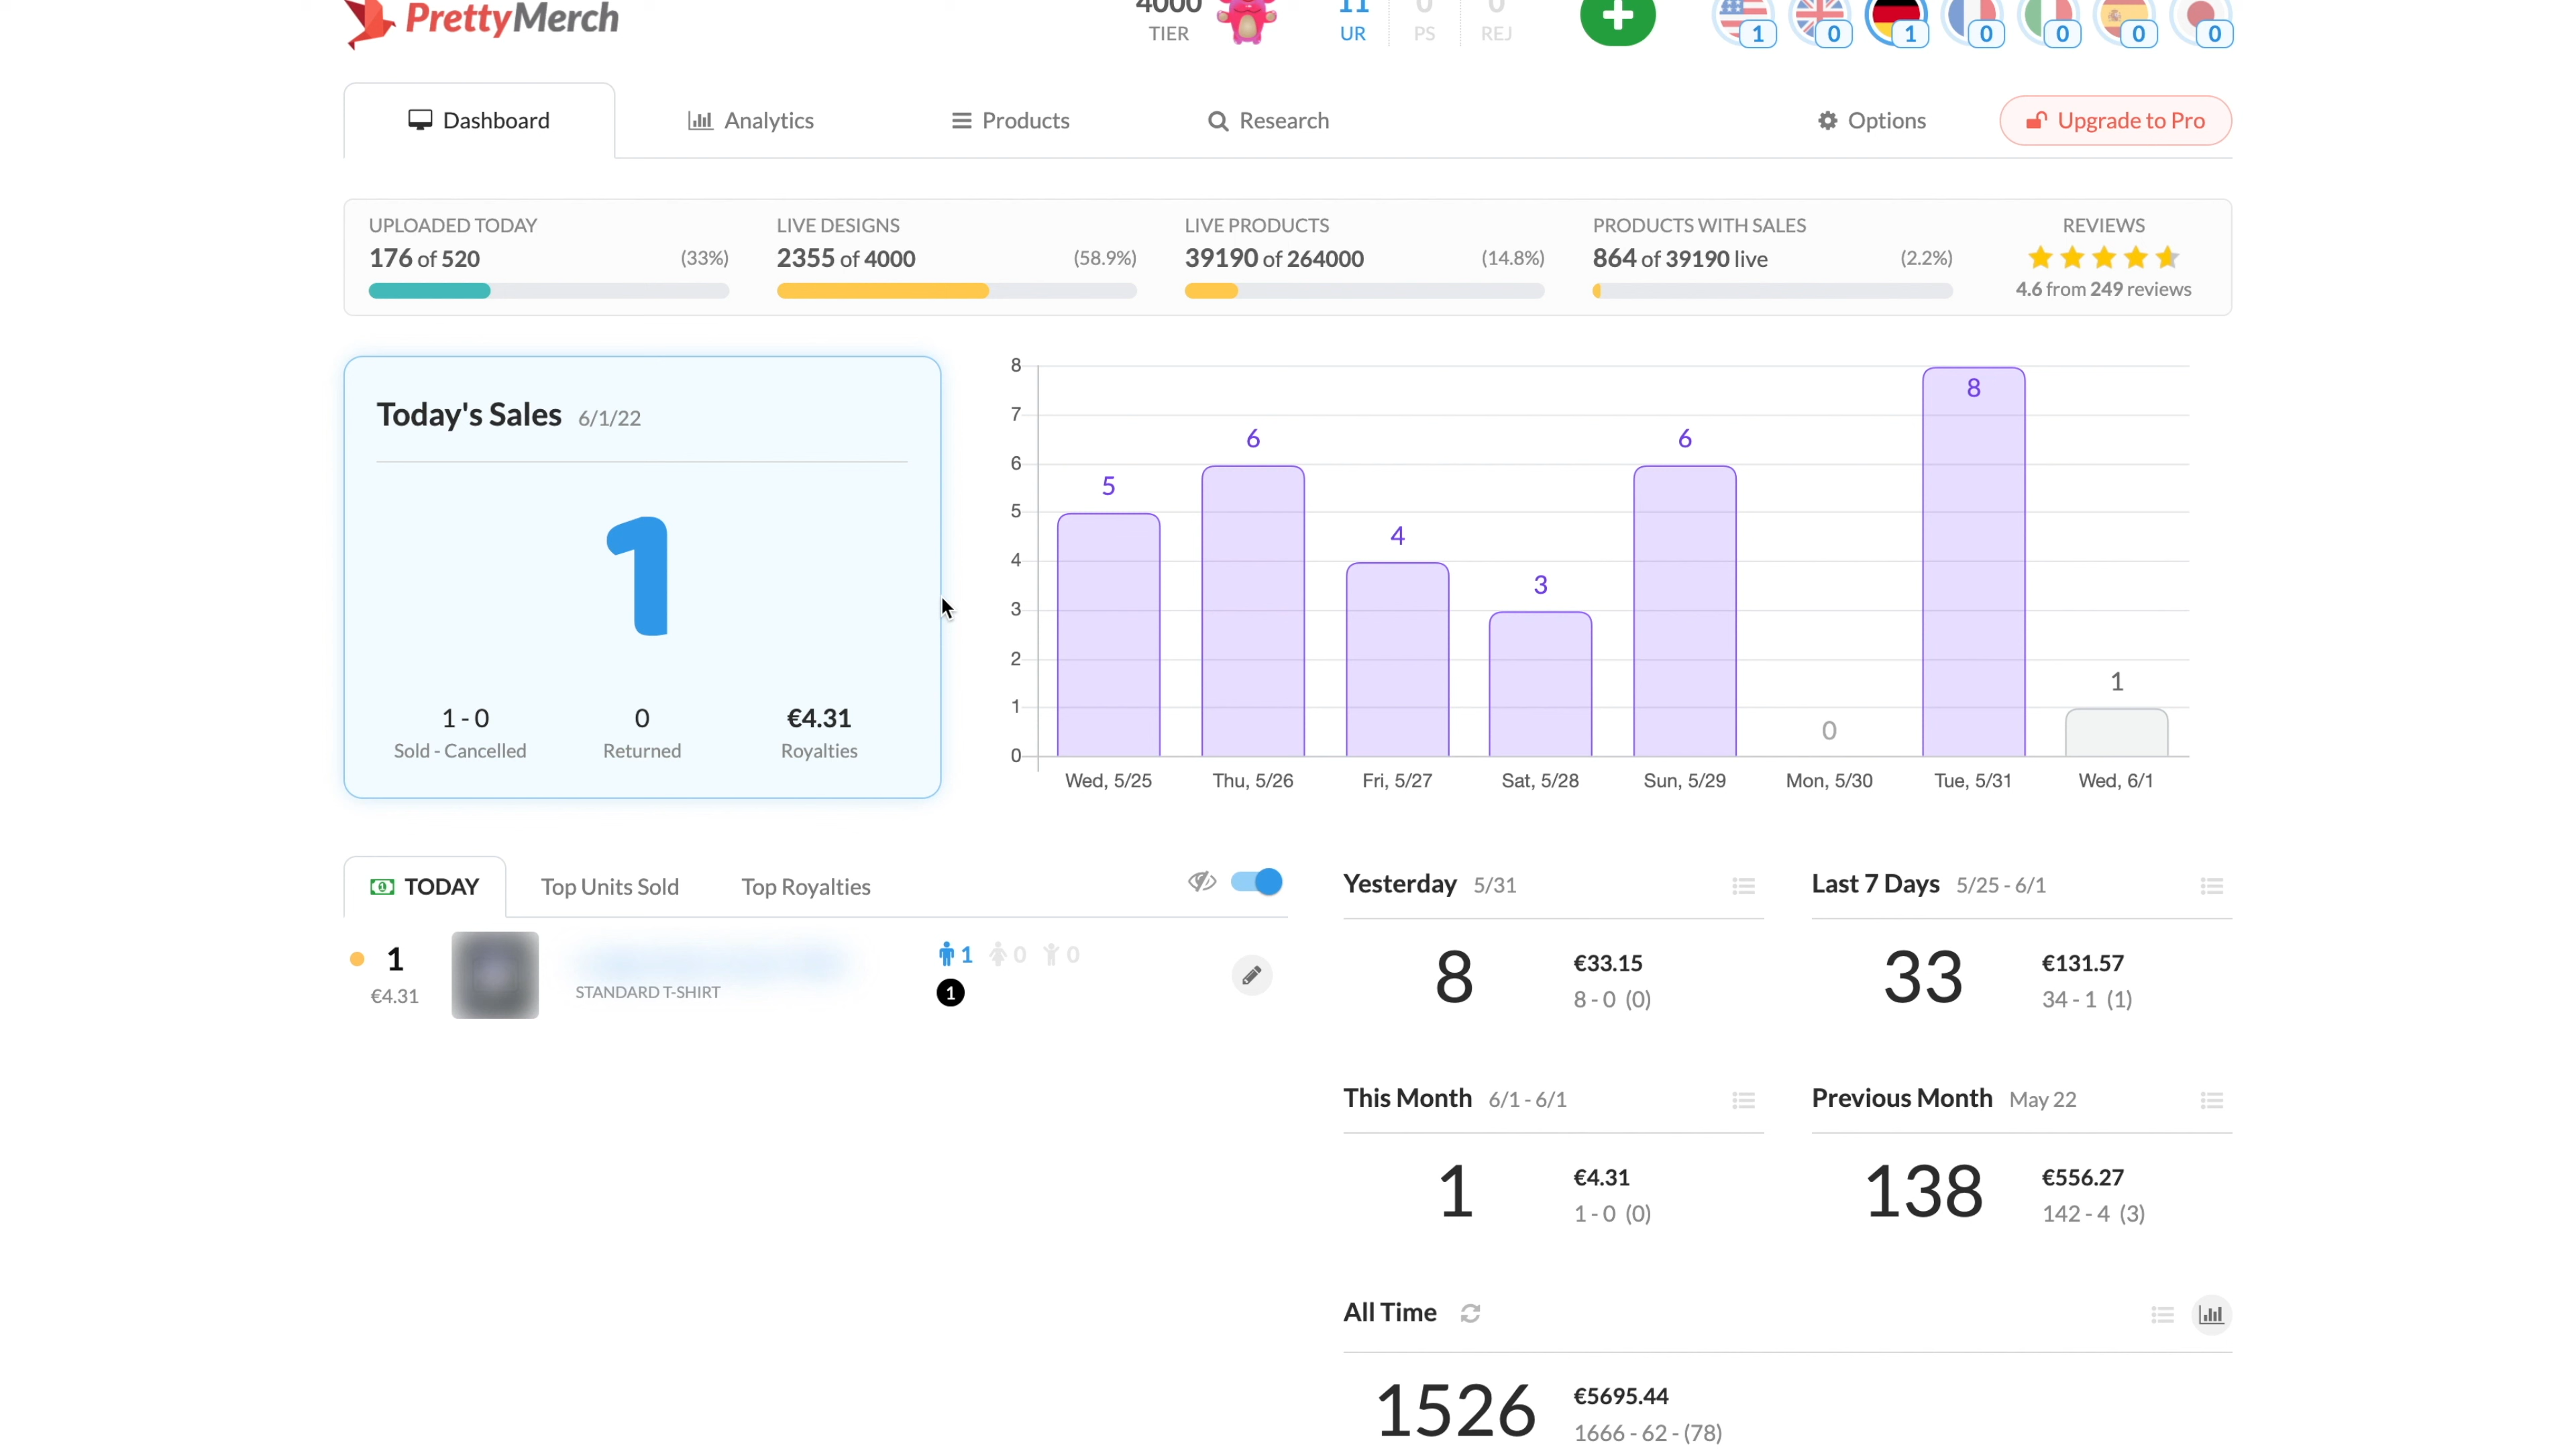 PrettyMerch
4000
TIER
11
UR
0
PS
0
REJ
1
0
1
0
0
0
0
Dashboard
Analytics
Products
Research
Options
Upgrade to Pro
UPLOADED TODAY
176 of 520 (33%)
LIVE DESIGNS
2355 of 4000 (58.9%)
LIVE PRODUCTS
39190 of 264000 (14.8%)
PRODUCTS WITH SALES
864 of 39190 live (2.2%)
REVIEWS
4.6 from 249 reviews
Today's Sales 6/1/22
1
1 - 0
Sold - Cancelled
0
Returned
€4.31
Royalties
8
7
6
5
4
3
2
1
0
5
6
4
3
6
0
8
1
Wed, 5/25
Thu, 5/26
Fri, 5/27
Sat, 5/28
Sun, 5/29
Mon, 5/30
Tue, 5/31
Wed, 6/1
TODAY
Top Units Sold
Top Royalties
1
€4.31
STANDARD T-SHIRT
1 0 0
1
Yesterday 5/31
8
€33.15
8 - 0 (0)
Last 7 Days 5/25 - 6/1
33
€131.57
34 - 1 (1)
This Month 6/1 - 6/1
1
€4.31
1 - 0 (0)
Previous Month May 22
138
€556.27
142 - 4 (3)
All Time
1526
€5695.44
1666 - 62 - (78)